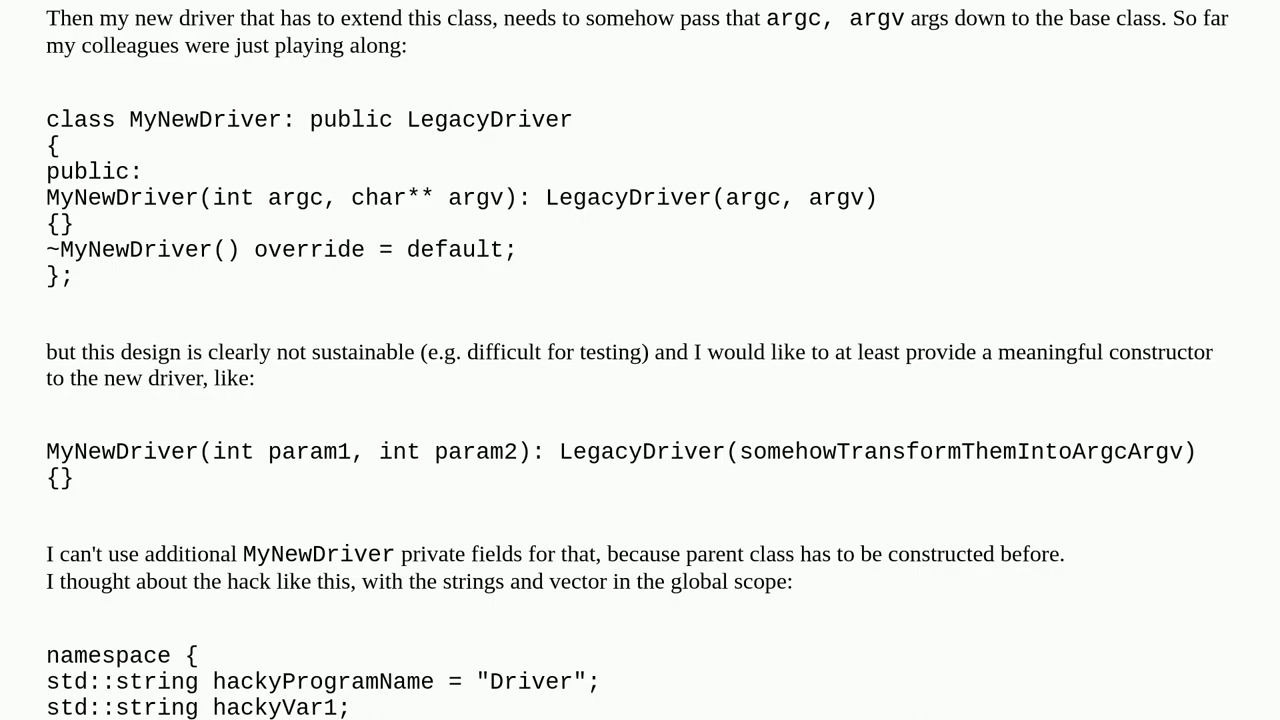 Then my new driver that has to extend this class, needs to somehow pass that argc, argv args down to the base class. So far
my colleagues were just playing along:
class MyNewDriver: public LegacyDriver
{
public:
MyNewDriver(int argc, char** argv): LegacyDriver(argc, argv)
{}
~MyNewDriver() override = default;
};
but this design is clearly not sustainable (e.g. difficult for testing) and I would like to at least provide a meaningful constructor
to the new driver, like:
MyNewDriver(int param1, int param2): LegacyDriver(somehowTransformThemIntoArgcArgv)
{}
I can't use additional MyNewDriver private fields for that, because parent class has to be constructed before.
I thought about the hack like this, with the strings and vector in the global scope:
namespace {
std::string hackyProgramName = "Driver";
std::string hackyVar1;